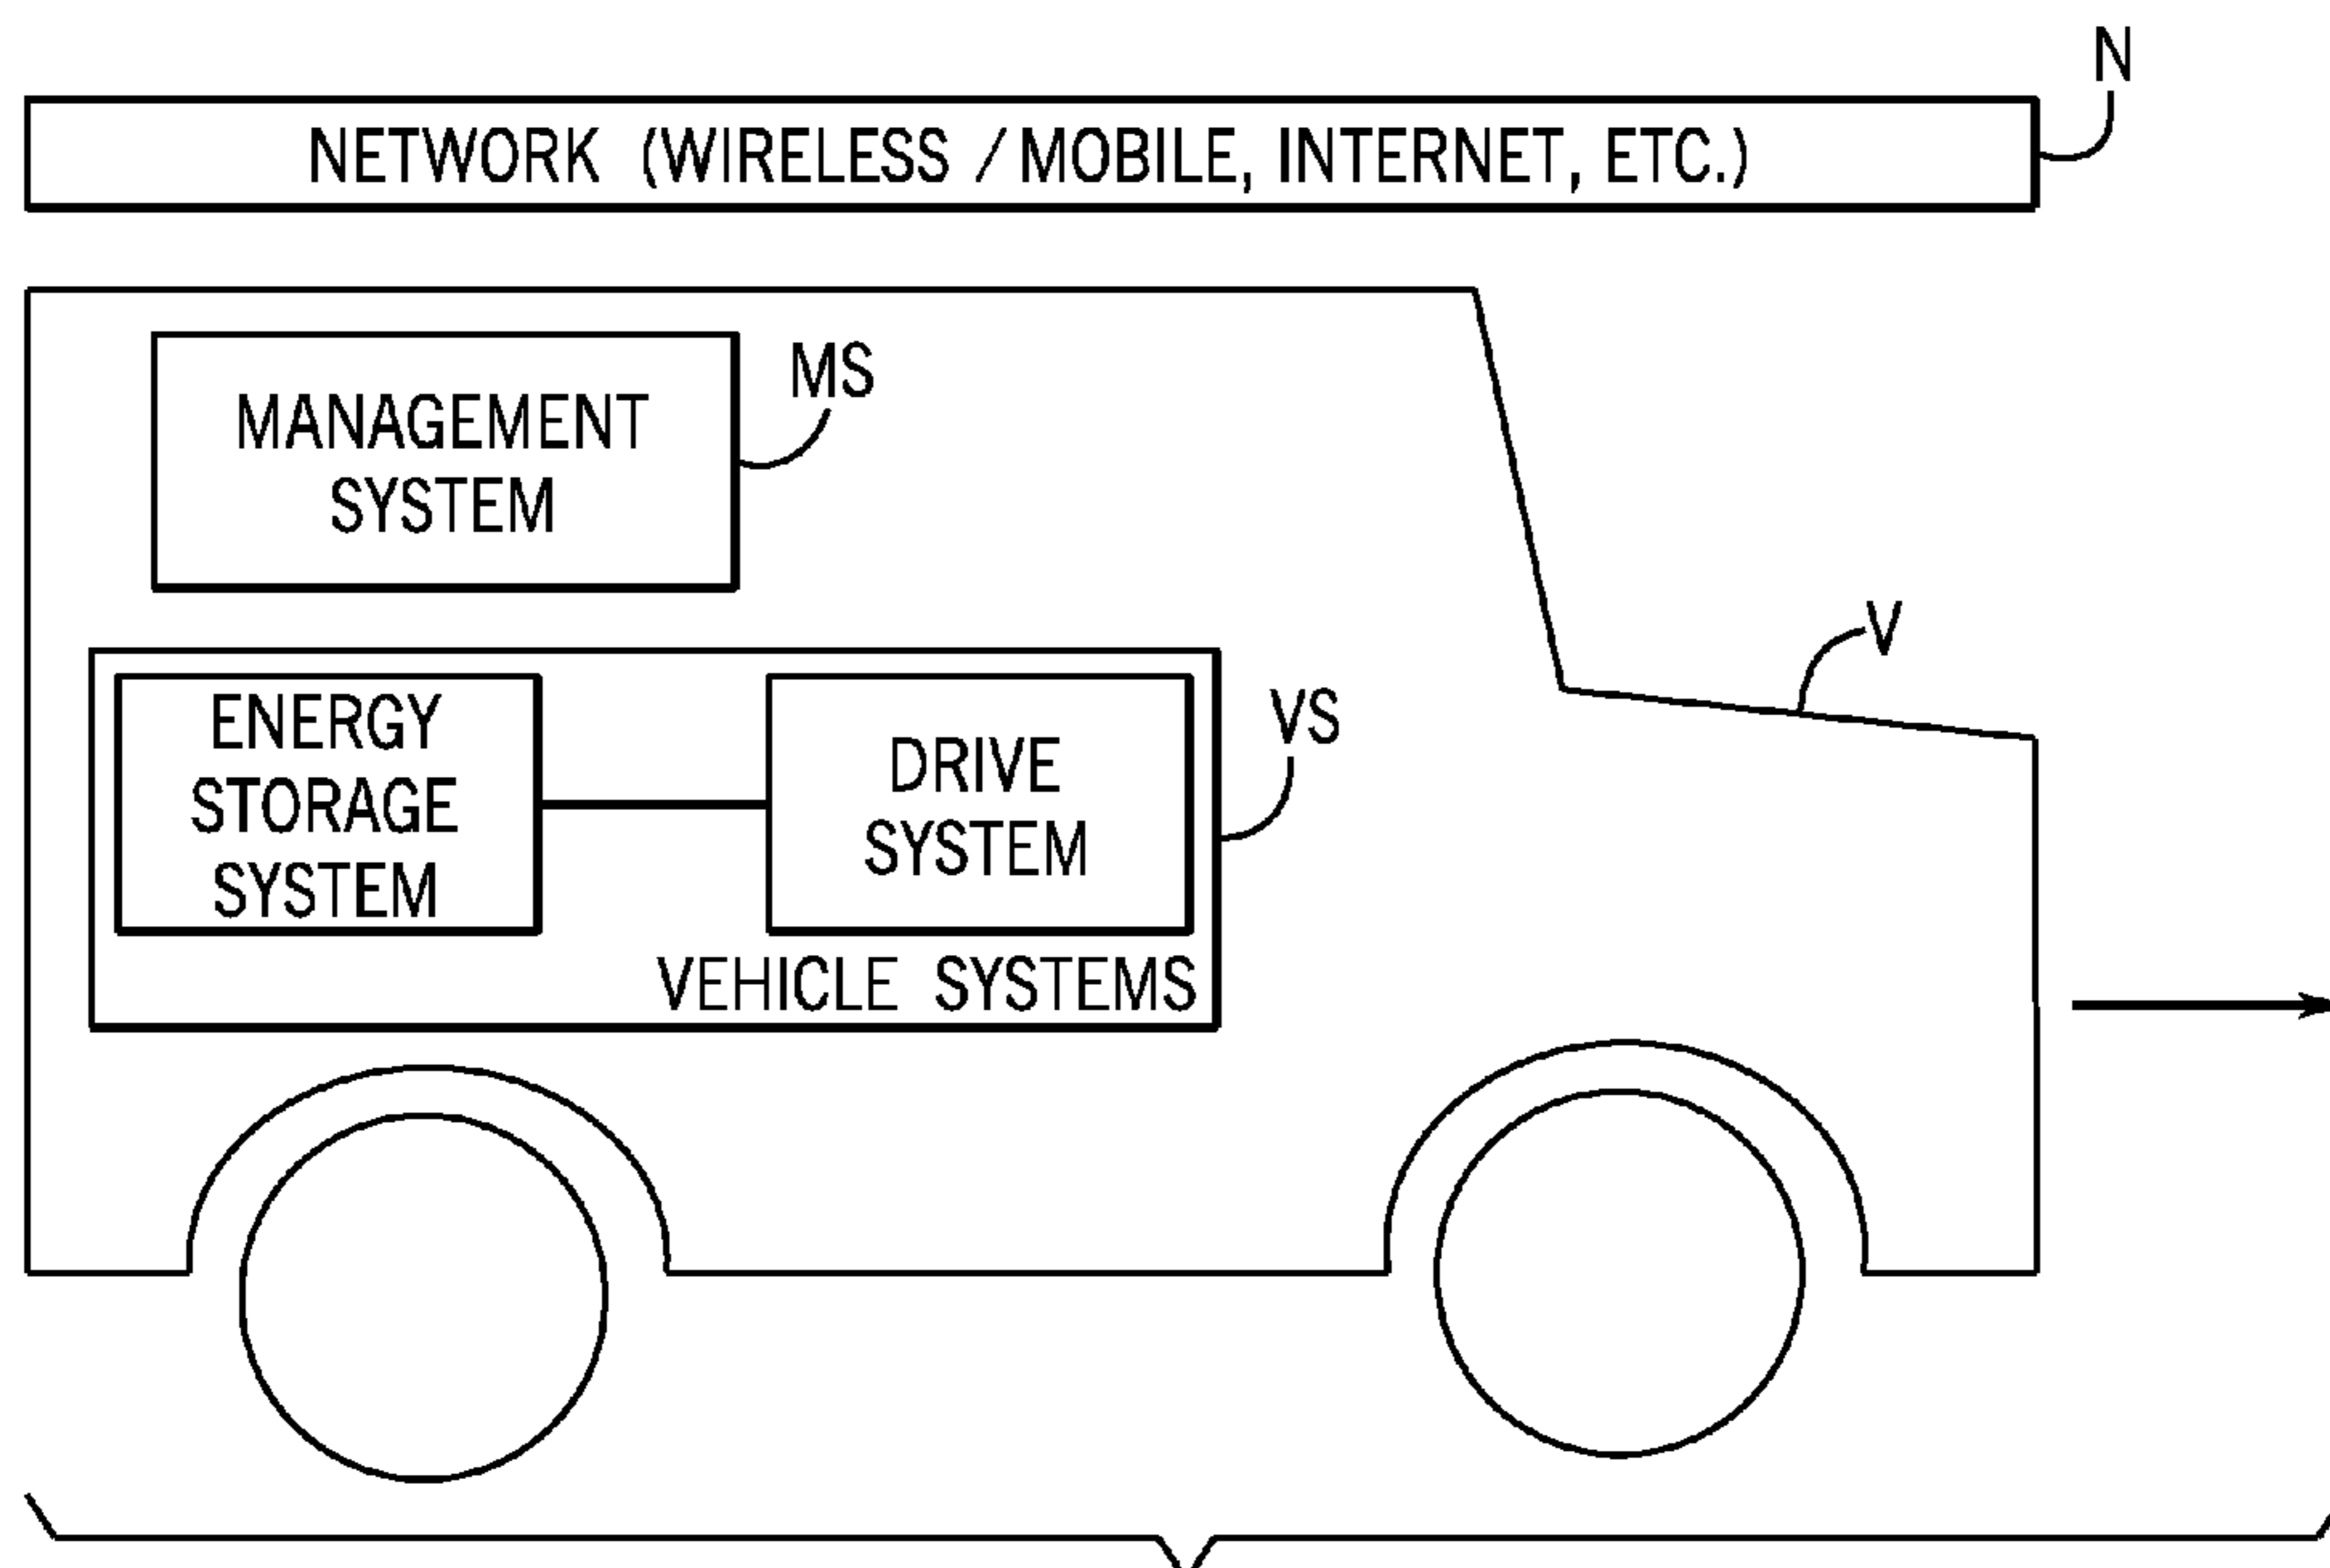 N
NETWORK (WIRELESS / MOBILE, INTERNET, ETC.)
MS
MANAGEMENT
SYSTEM
V
VS
ENERGY
STORAGE
SYSTEM
DRIVE
SYSTEM
VEHICLE SYSTEMS